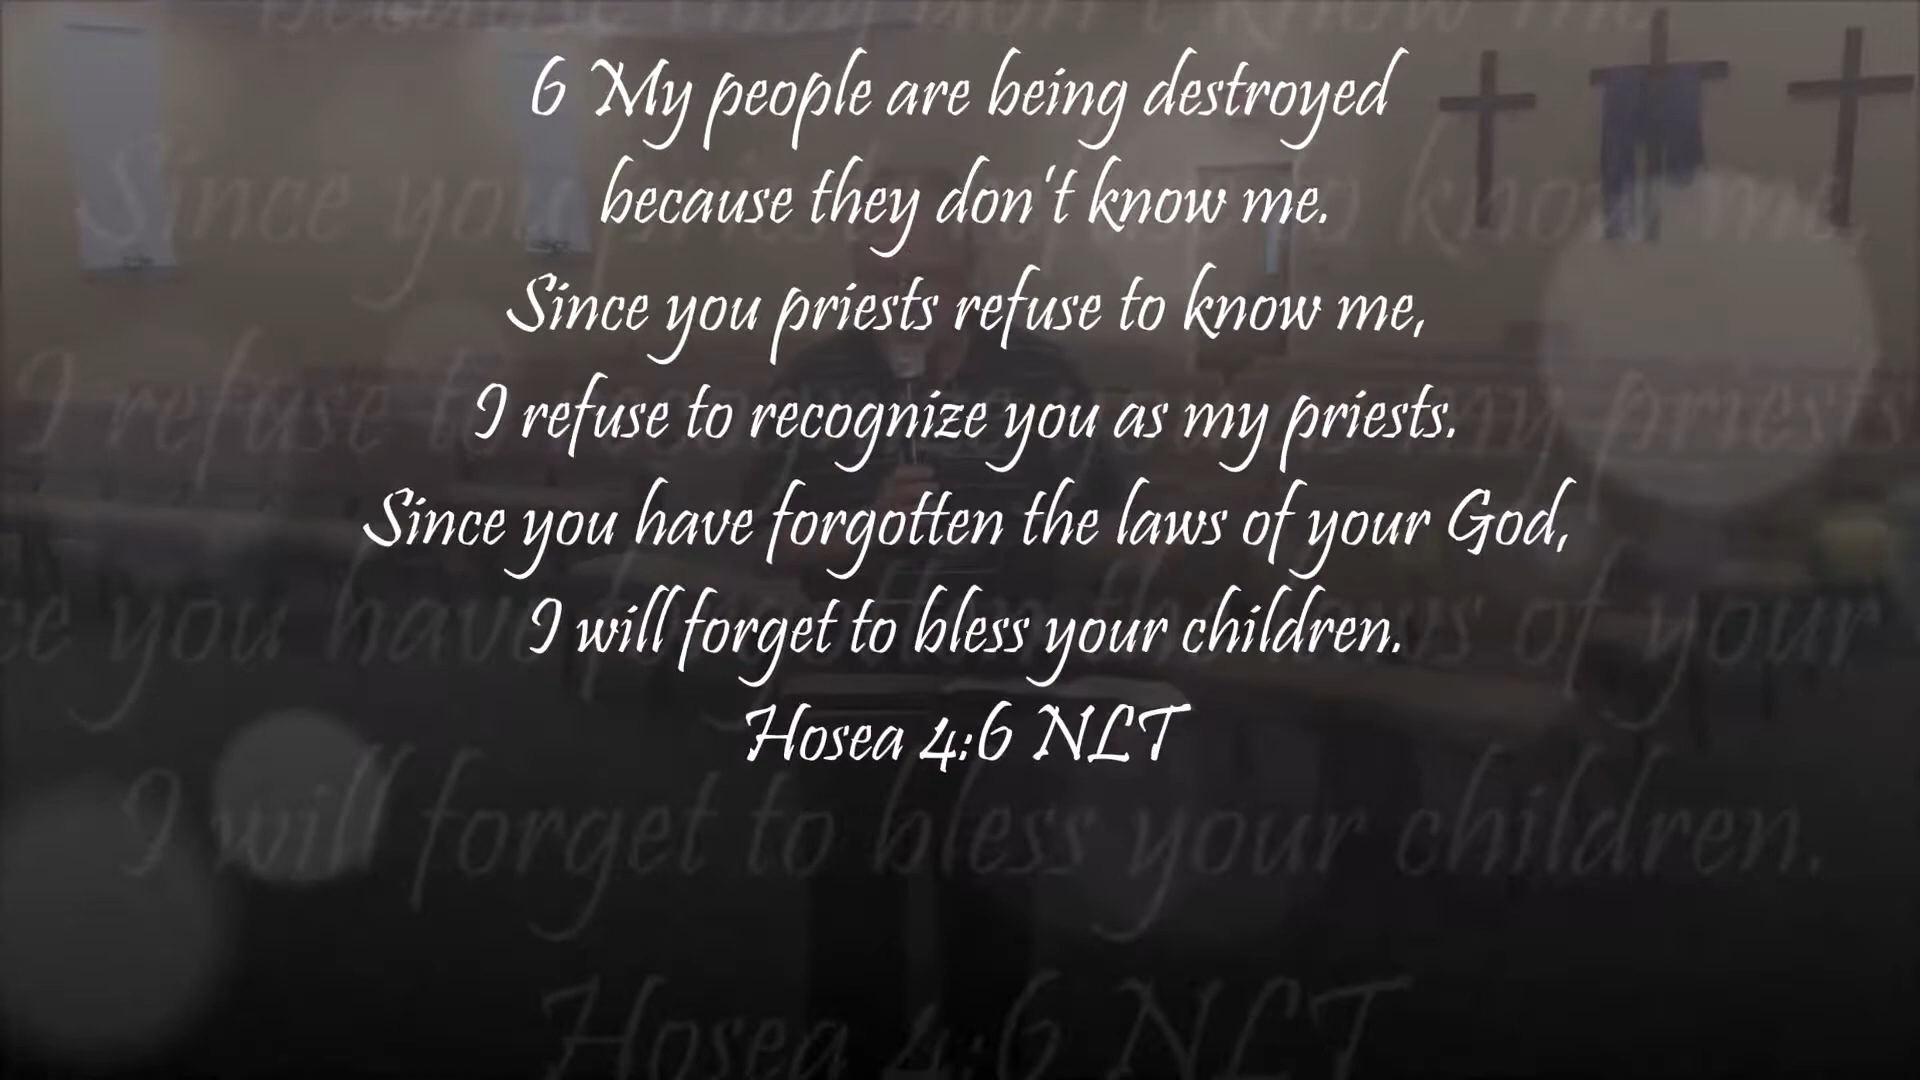 6 My people are being destroyed
because they don't know me.
Since you priests refuse to know me,
I refuse to recognize you as my priests.
Since you have forgotten the laws of your God,
I will forget to bless your children.
Hosea 4:6 NLT